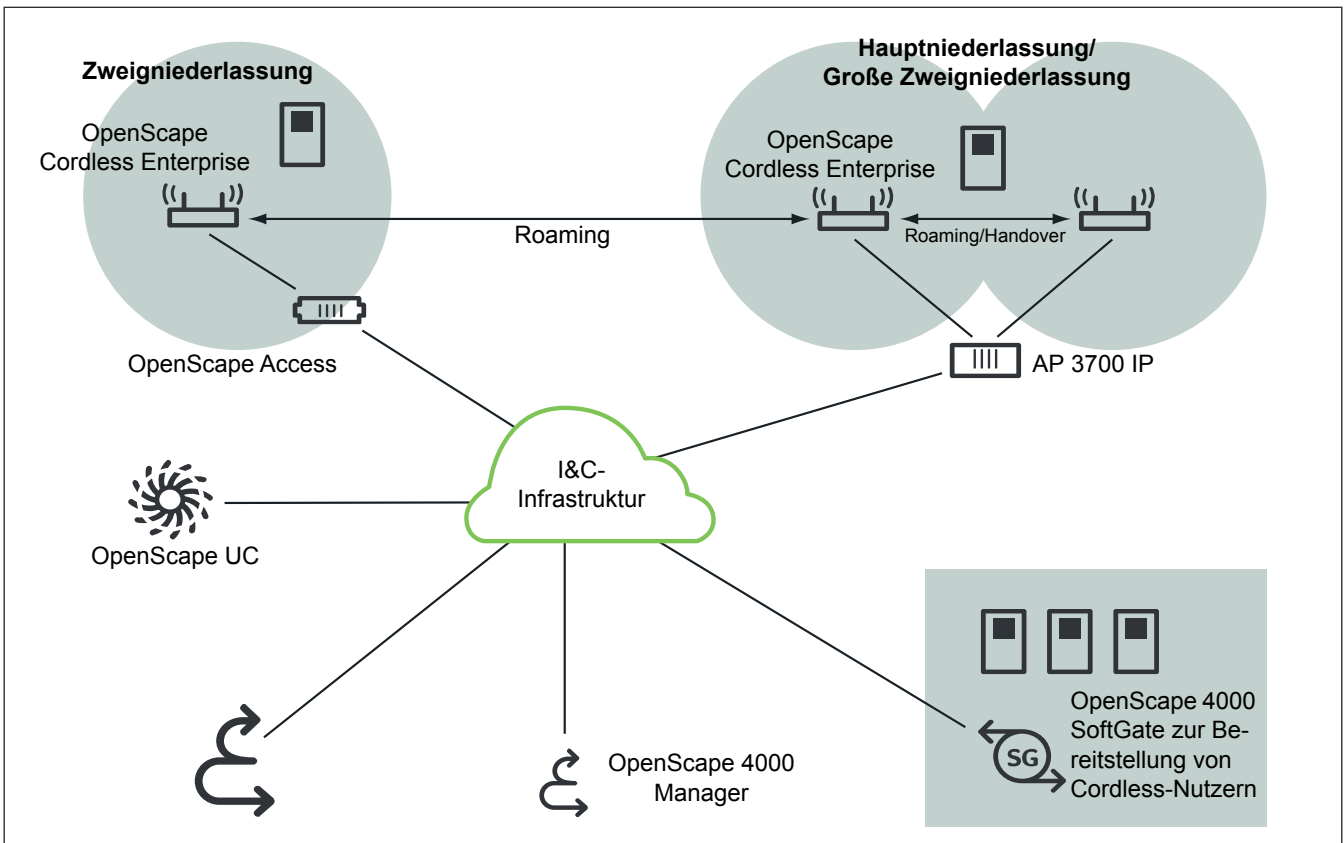 Zweigniederlassung
OpenScape
Cordless Enterprise
OpenScape Access
Roaming
Hauptniederlassung/
Große Zweigniederlassung
OpenScape
Cordless Enterprise
Roaming/Handover
AP 3700 IP
I&C-
Infrastruktur
OpenScape UC
OpenScape 4000
Manager
SG
OpenScape 4000
SoftGate zur Be-
reitstellung von
Cordless-Nutzern